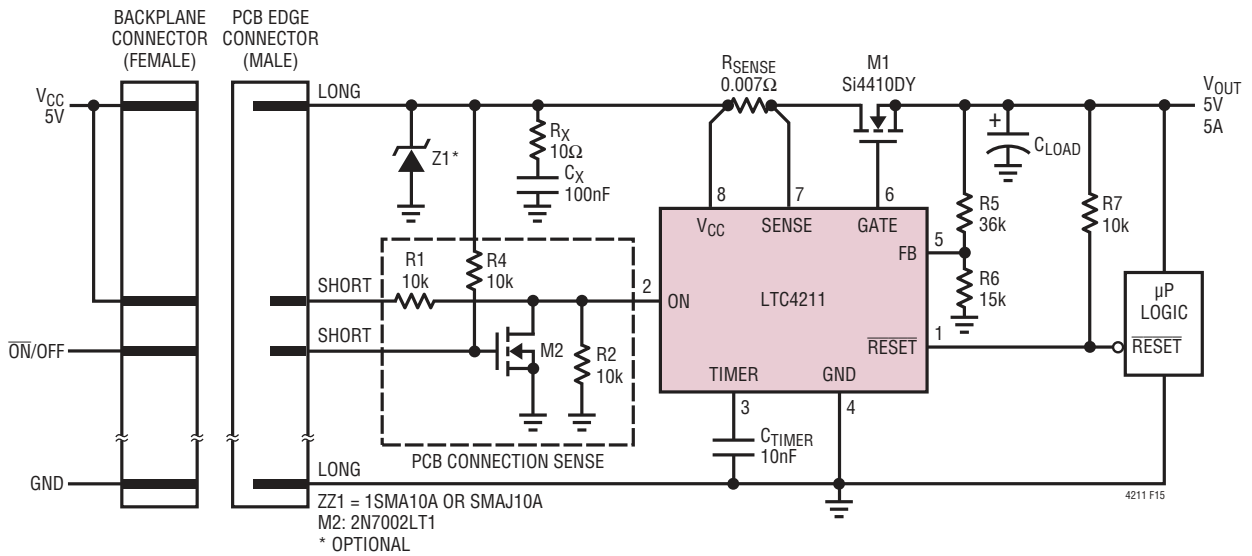 BACKPLANE
CONNECTOR
(FEMALE)
PCB EDGE
CONNECTOR
(MALE)
VCC
5V
LONG
Z1*
RX
10Ω
CX
100nF
RSENSE
0.007Ω
M1
Si4410DY
VOUT
5V
5A
+
CLOAD
8
7
6
VCC
SENSE
GATE
R5
36k
R7
10k
5
FB
R1
10k
R4
10k
SHORT
2
ON
LTC4211
R6
15k
µP
LOGIC
SHORT
ON/OFF
M2
R2
10k
1
RESET
RESET
TIMER
GND
3
4
CTIMER
10nF
PCB CONNECTION SENSE
LONG
GND
ZZ1 = 1SMA10A OR SMAJ10A
M2: 2N7002LT1
* OPTIONAL
4211 F15